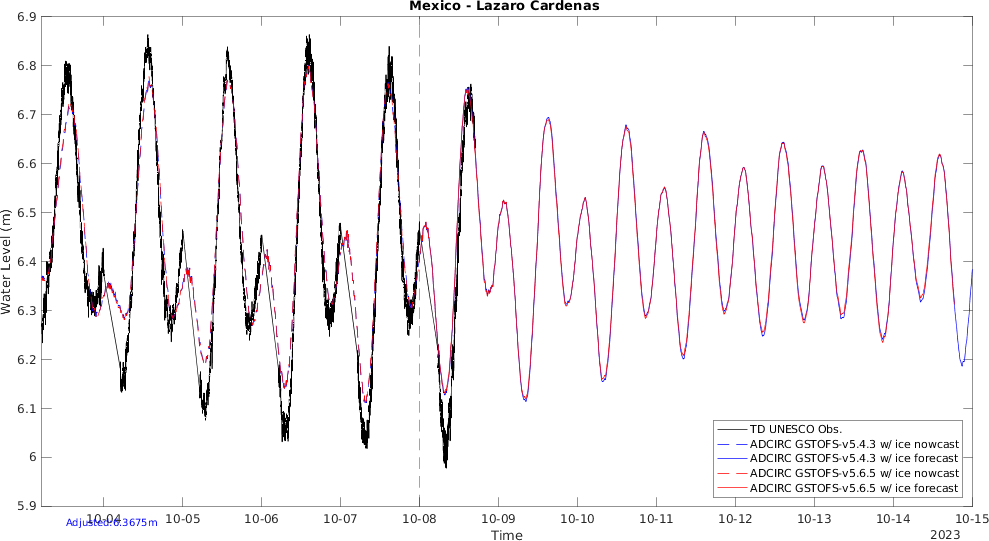 Mexico - Lazaro Cardenas
6.9
6.8
6.7
6.6
6.5
6.4
6.3
6.2
6.1
6
5.9
Water Level (m)
10-04
10-05
10-06
10-07
10-08
10-09
10-10
10-11
10-12
10-13
10-14
10-15
Adjusted:6.3675m
Time
2023
TD UNESCO Obs.
ADCIRC GSTOFS-v5.4.3 w/ ice nowcast
ADCIRC GSTOFS-v5.4.3 w/ ice forecast
ADCIRC GSTOFS-v5.6.5 w/ ice nowcast
ADCIRC GSTOFS-v5.6.5 w/ ice forecast